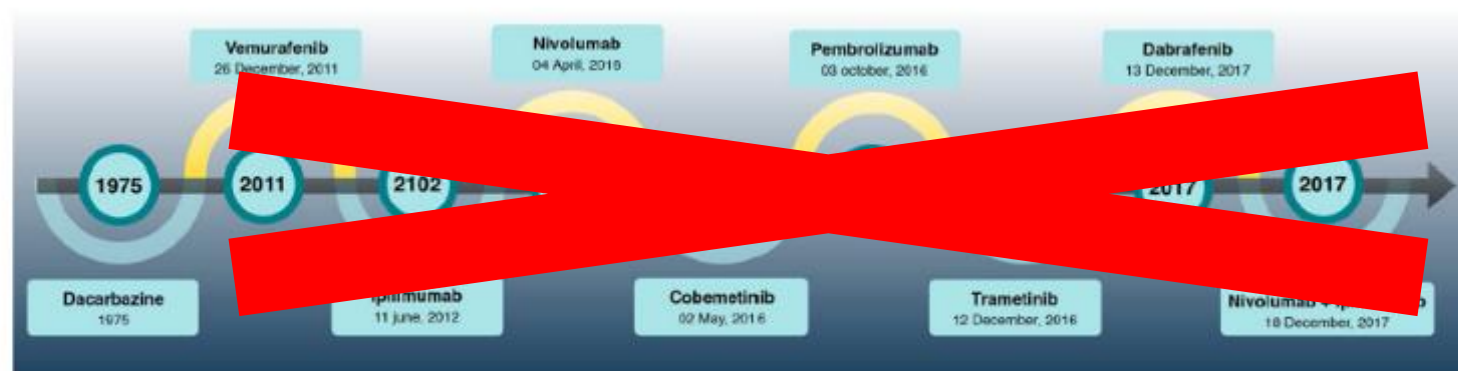 Vemurafenib
26 December, 2011
Nivolumab
04 April,
Pembrolizumab
03 october, 2016
Dabrafenib
13 December, 2017
1975
2011
2102
2017
2017
Dacarbazine
1975
11 june, 2012
Cobemetinib
02 May, 2016
Trametinib
12 December, 2016
Nivolumab
18 December, 2017